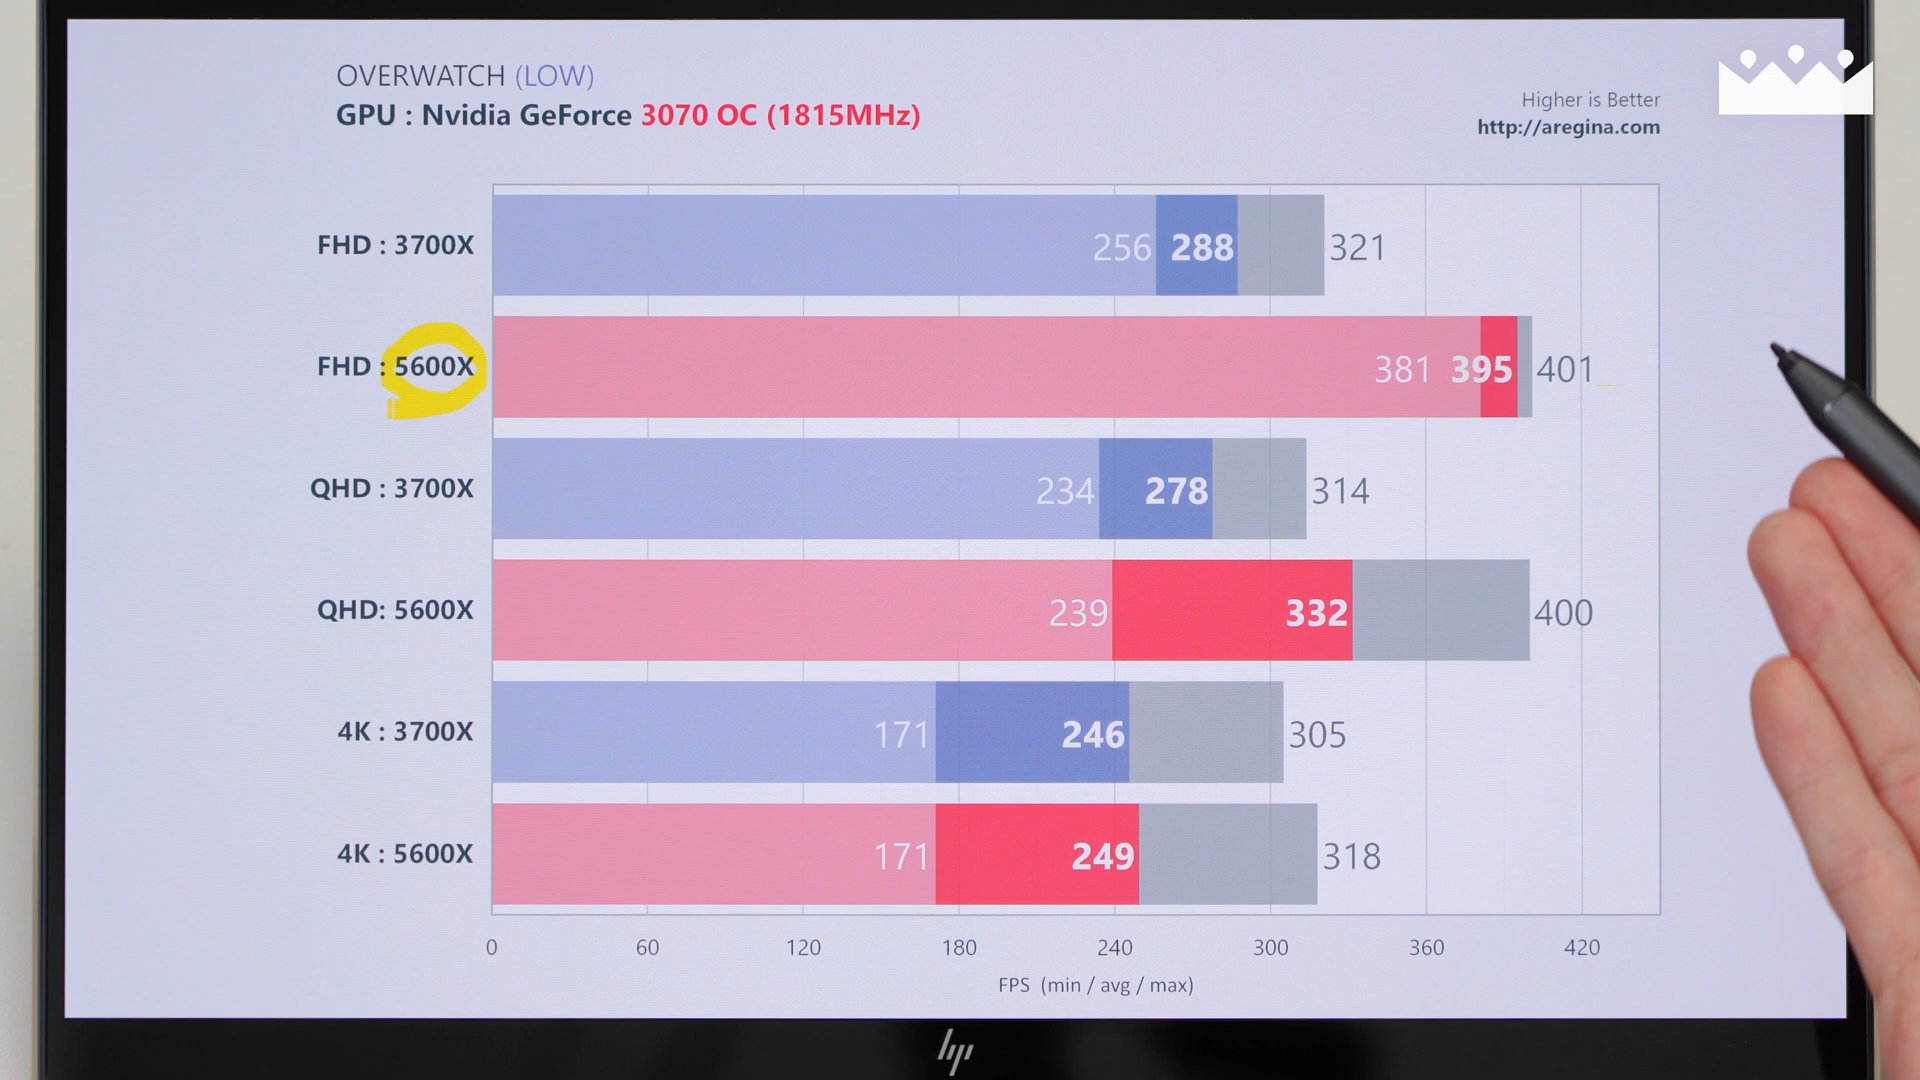 OVERWATCH (LOW)
GPU : Nvidia GeForce 3070 OC (1815MHz)
Higher is Better
http://aregina.com
FHD : 3700X
256 288 321
FHD : 5600X
381 395 401
QHD : 3700X
234 278 314
QHD: 5600X
239 332 400
4K : 3700X
171 246 305
4K : 5600X
171 249 318
0 60 120 180 240 300 360 420
FPS (min / avg / max)
hp